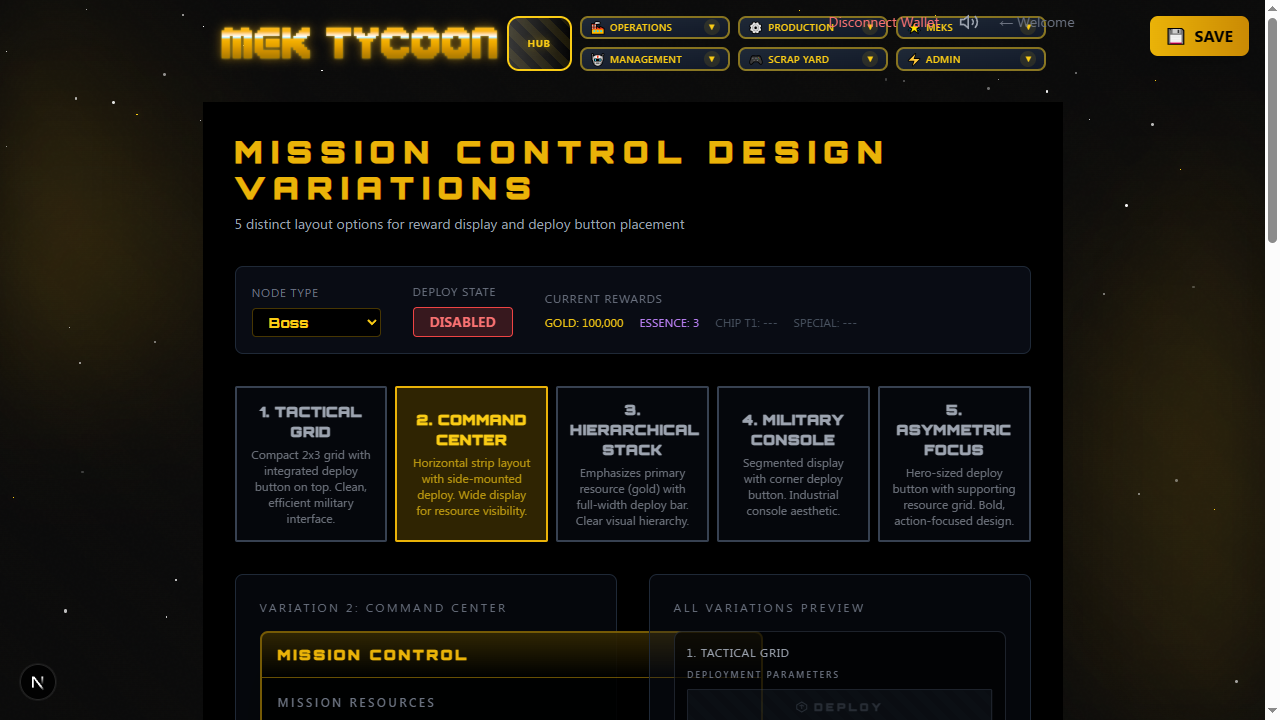 MEK TYCOON
HUB
OPERATIONS
PRODUCTION
MEKS
Disconnect Wallet
← Welcome
MANAGEMENT
SCRAP YARD
ADMIN
SAVE
MISSION CONTROL DESIGN
VARIATIONS
5 distinct layout options for reward display and deploy button placement
NODE TYPE
Boss
DEPLOY STATE
DISABLED
CURRENT REWARDS
GOLD: 100,000 ESSENCE: 3 CHIP T1: --- SPECIAL: ---
1. TACTICAL
GRID
Compact 2x3 grid with
integrated deploy
button on top. Clean,
efficient military
interface.
2. COMMAND
CENTER
Horizontal strip layout
with side-mounted
deploy. Wide display
for resource visibility.
3.
HIERARCHICAL
STACK
Emphasizes primary
resource (gold) with
full-width deploy bar.
Clear visual hierarchy.
4. MILITARY
CONSOLE
Segmented display
with corner deploy
button. Industrial
console aesthetic.
5.
ASYMMETRIC
FOCUS
Hero-sized deploy
button with supporting
resource grid. Bold,
action-focused design.
VARIATION 2: COMMAND CENTER
MISSION CONTROL
MISSION RESOURCES
ALL VARIATIONS PREVIEW
1. TACTICAL GRID
DEPLOYMENT PARAMETERS
DEPLOY
N